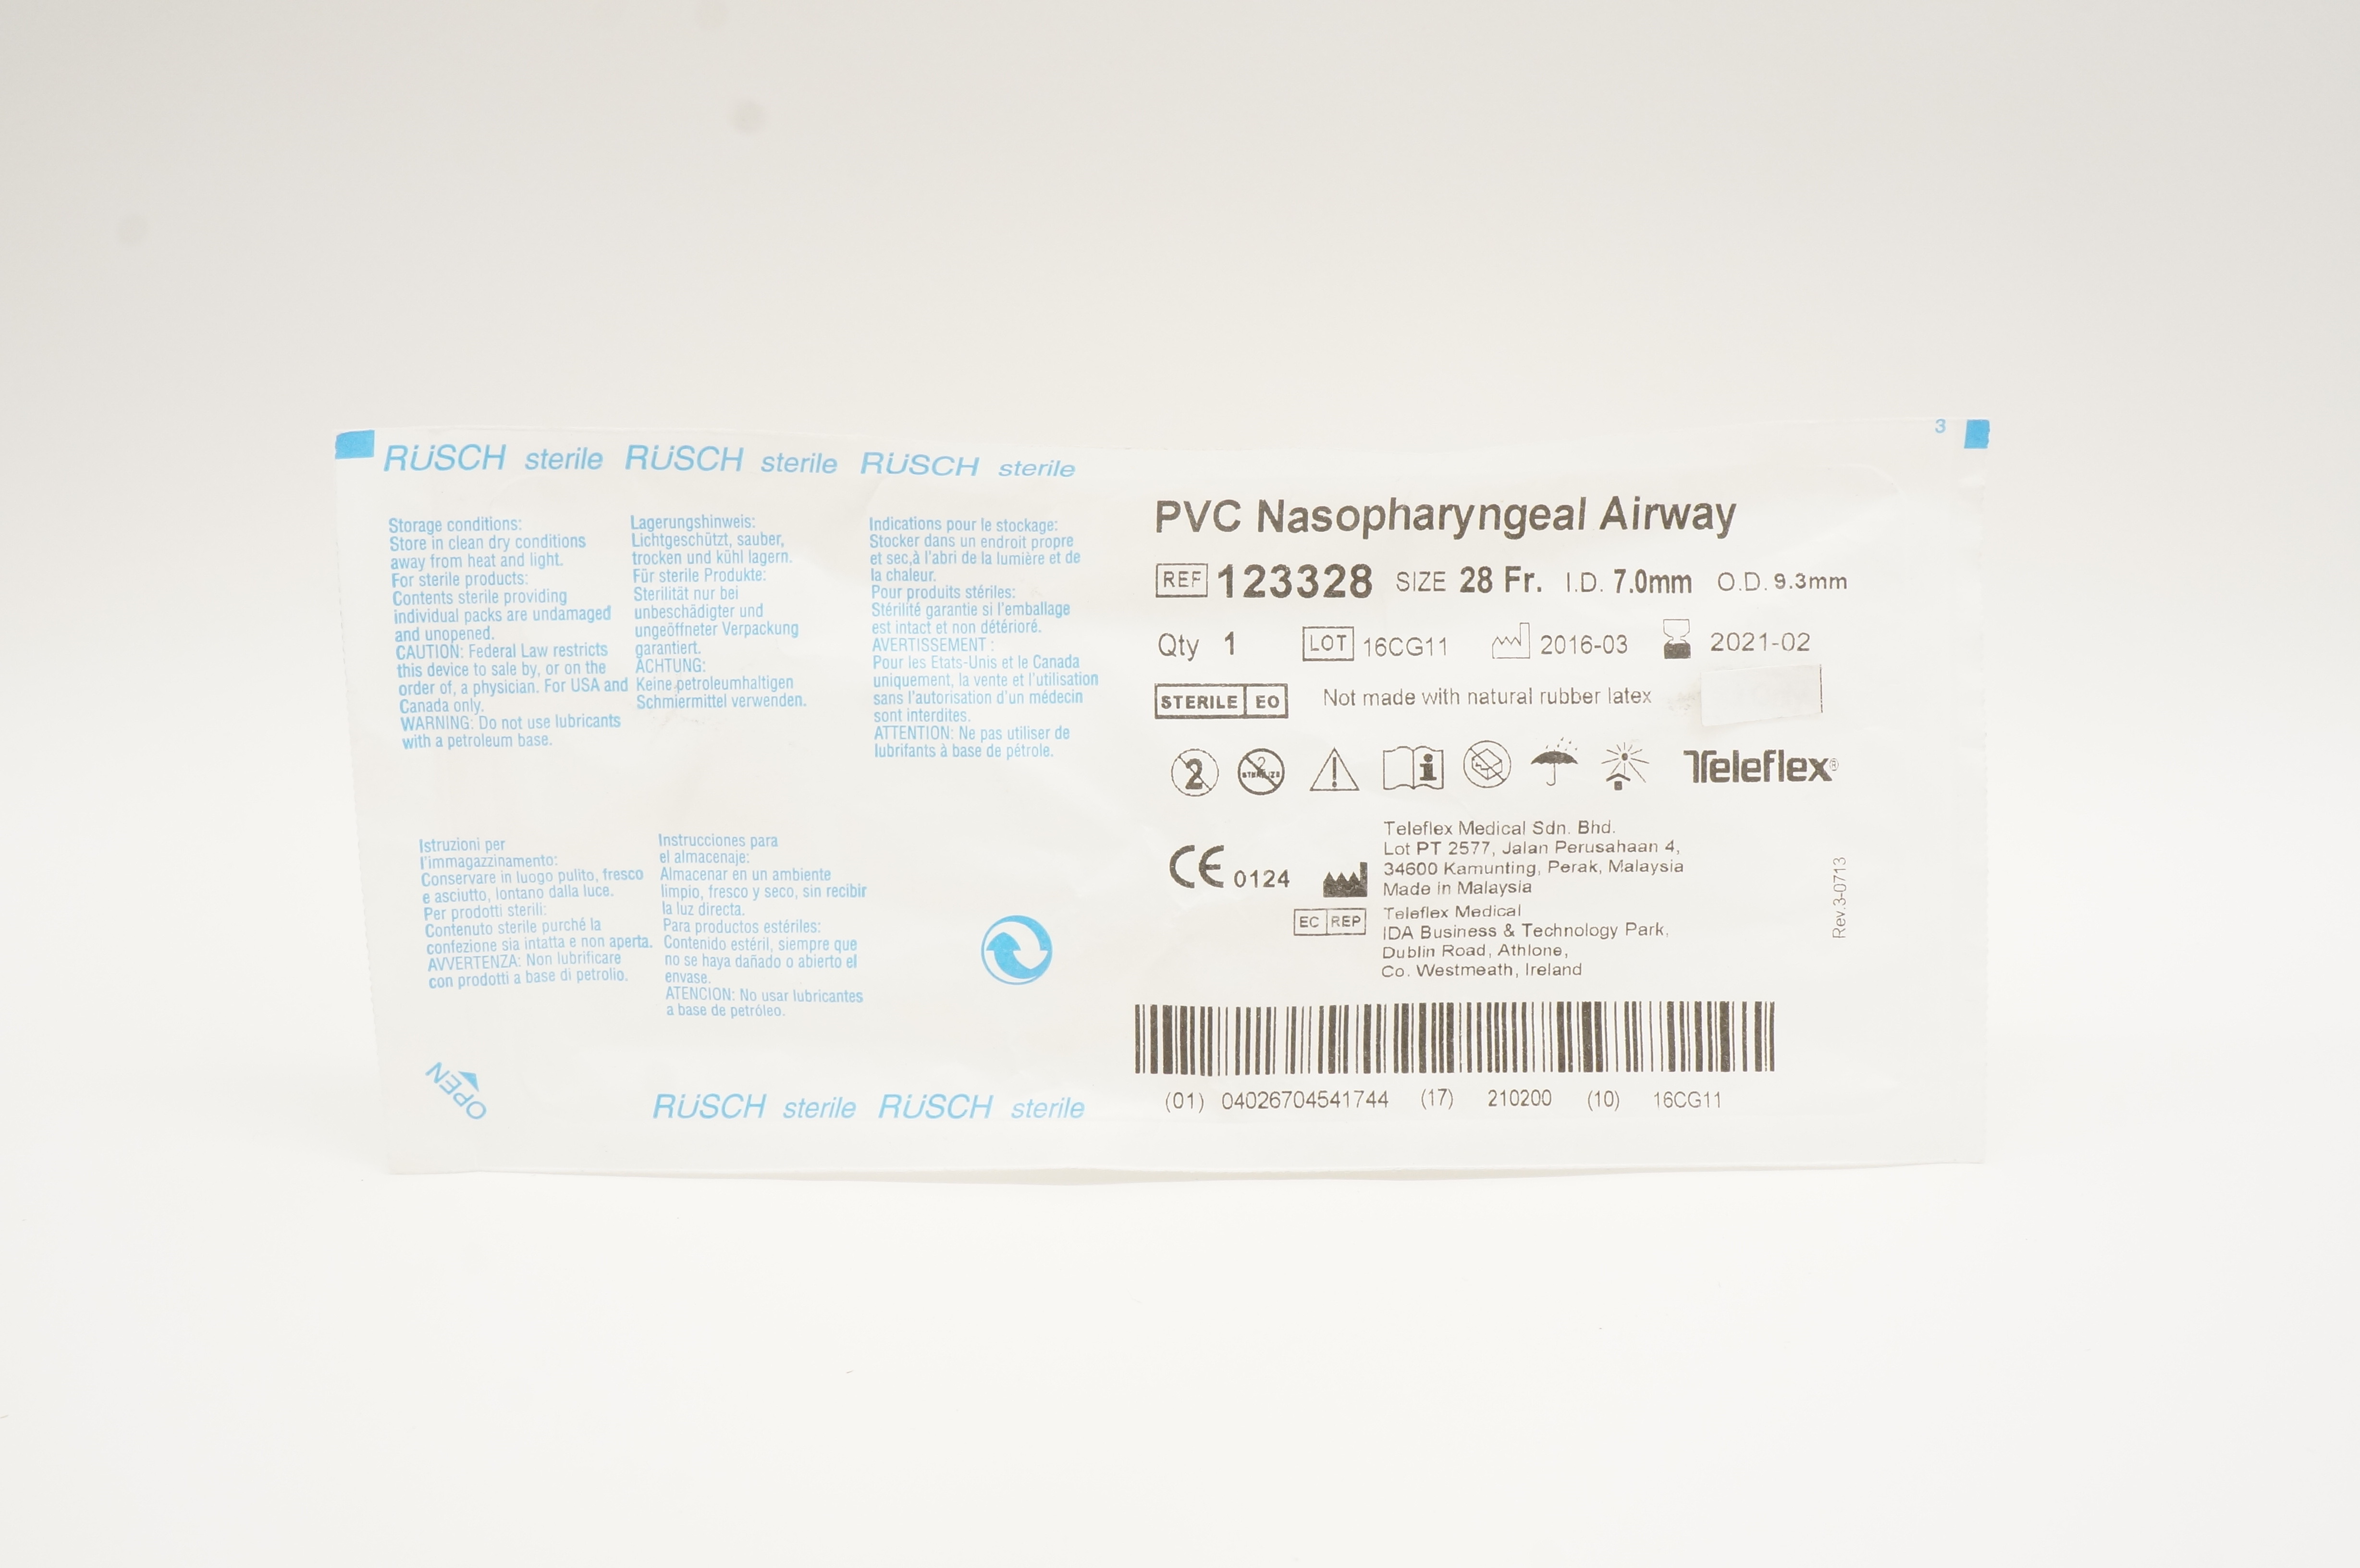 RÜSCH sterile RÜSCH sterile RÜSCH sterile
3
Storage conditions:
Store in clean dry conditions
away from heat and light.
For sterile products:
Contents sterile providing
individual packs are undamaged
and unopened.
CAUTION: Federal Law restricts
this device to sale by, or on the
order of, a physician. For USA and
Canada only.
WARNING: Do not use lubricants
with a petroleum base.
Lagerungshinweis:
Lichtgeschützt, sauber,
trocken und kühl lagern.
Für sterile Produkte:
Sterilität nur bei
unbeschädigter und
ungeöffneter Verpackung
garantiert.
ACHTUNG:
Keine petroleumhaltigen
Schmiermittel verwenden.
Indications pour le stockage:
Stocker dans un endroit propre
et sec,à l'abri de la lumière et de
la chaleur.
Pour produits stériles:
Stérilité garantie si l'emballage
est intact et non détérioré.
AVERTISSEMENT :
Pour les Etats-Unis et le Canada
uniquement, la vente et l'utilisation
sans l'autorisation d'un médecin
sont interdites.
ATTENTION: Ne pas utiliser de
lubrifants à base de pétrole.
Istruzioni per
l'immagazzinamento:
Conservare in luogo pulito, fresco
e asciutto, lontano dalla luce.
Per prodotti sterili:
Contenuto sterile purché la
confezione sia intatta e non aperta.
AVVERTENZA: Non lubrificare
con prodotti a base di petrolio.
Instrucciones para
el almacenaje:
Almacenar en un ambiente
limpio, fresco y seco, sin recibir
la luz directa.
Para productos estériles:
Contenido estéril, siempre que
no se haya dañado o abierto el
envase.
ATENCION: No usar lubricantes
a base de petróleo.
OPEN
RÜSCH sterile RÜSCH sterile
PVC Nasopharyngeal Airway
REF 123328 SIZE 28 Fr. I.D. 7.0mm O.D. 9.3mm
Qty 1 LOT 16CG11 2016-03 2021-02
STERILE EO Not made with natural rubber latex
2 2 STERILIZE i Teleflex®
CE 0124
Teleflex Medical Sdn. Bhd.
Lot PT 2577, Jalan Perusahaan 4,
34600 Kamunting, Perak, Malaysia
Made in Malaysia
EC REP
Teleflex Medical
IDA Business & Technology Park,
Dublin Road, Athlone,
Co. Westmeath, Ireland
Rev.3-0713
(01) 04026704541744 (17) 210200 (10) 16CG11